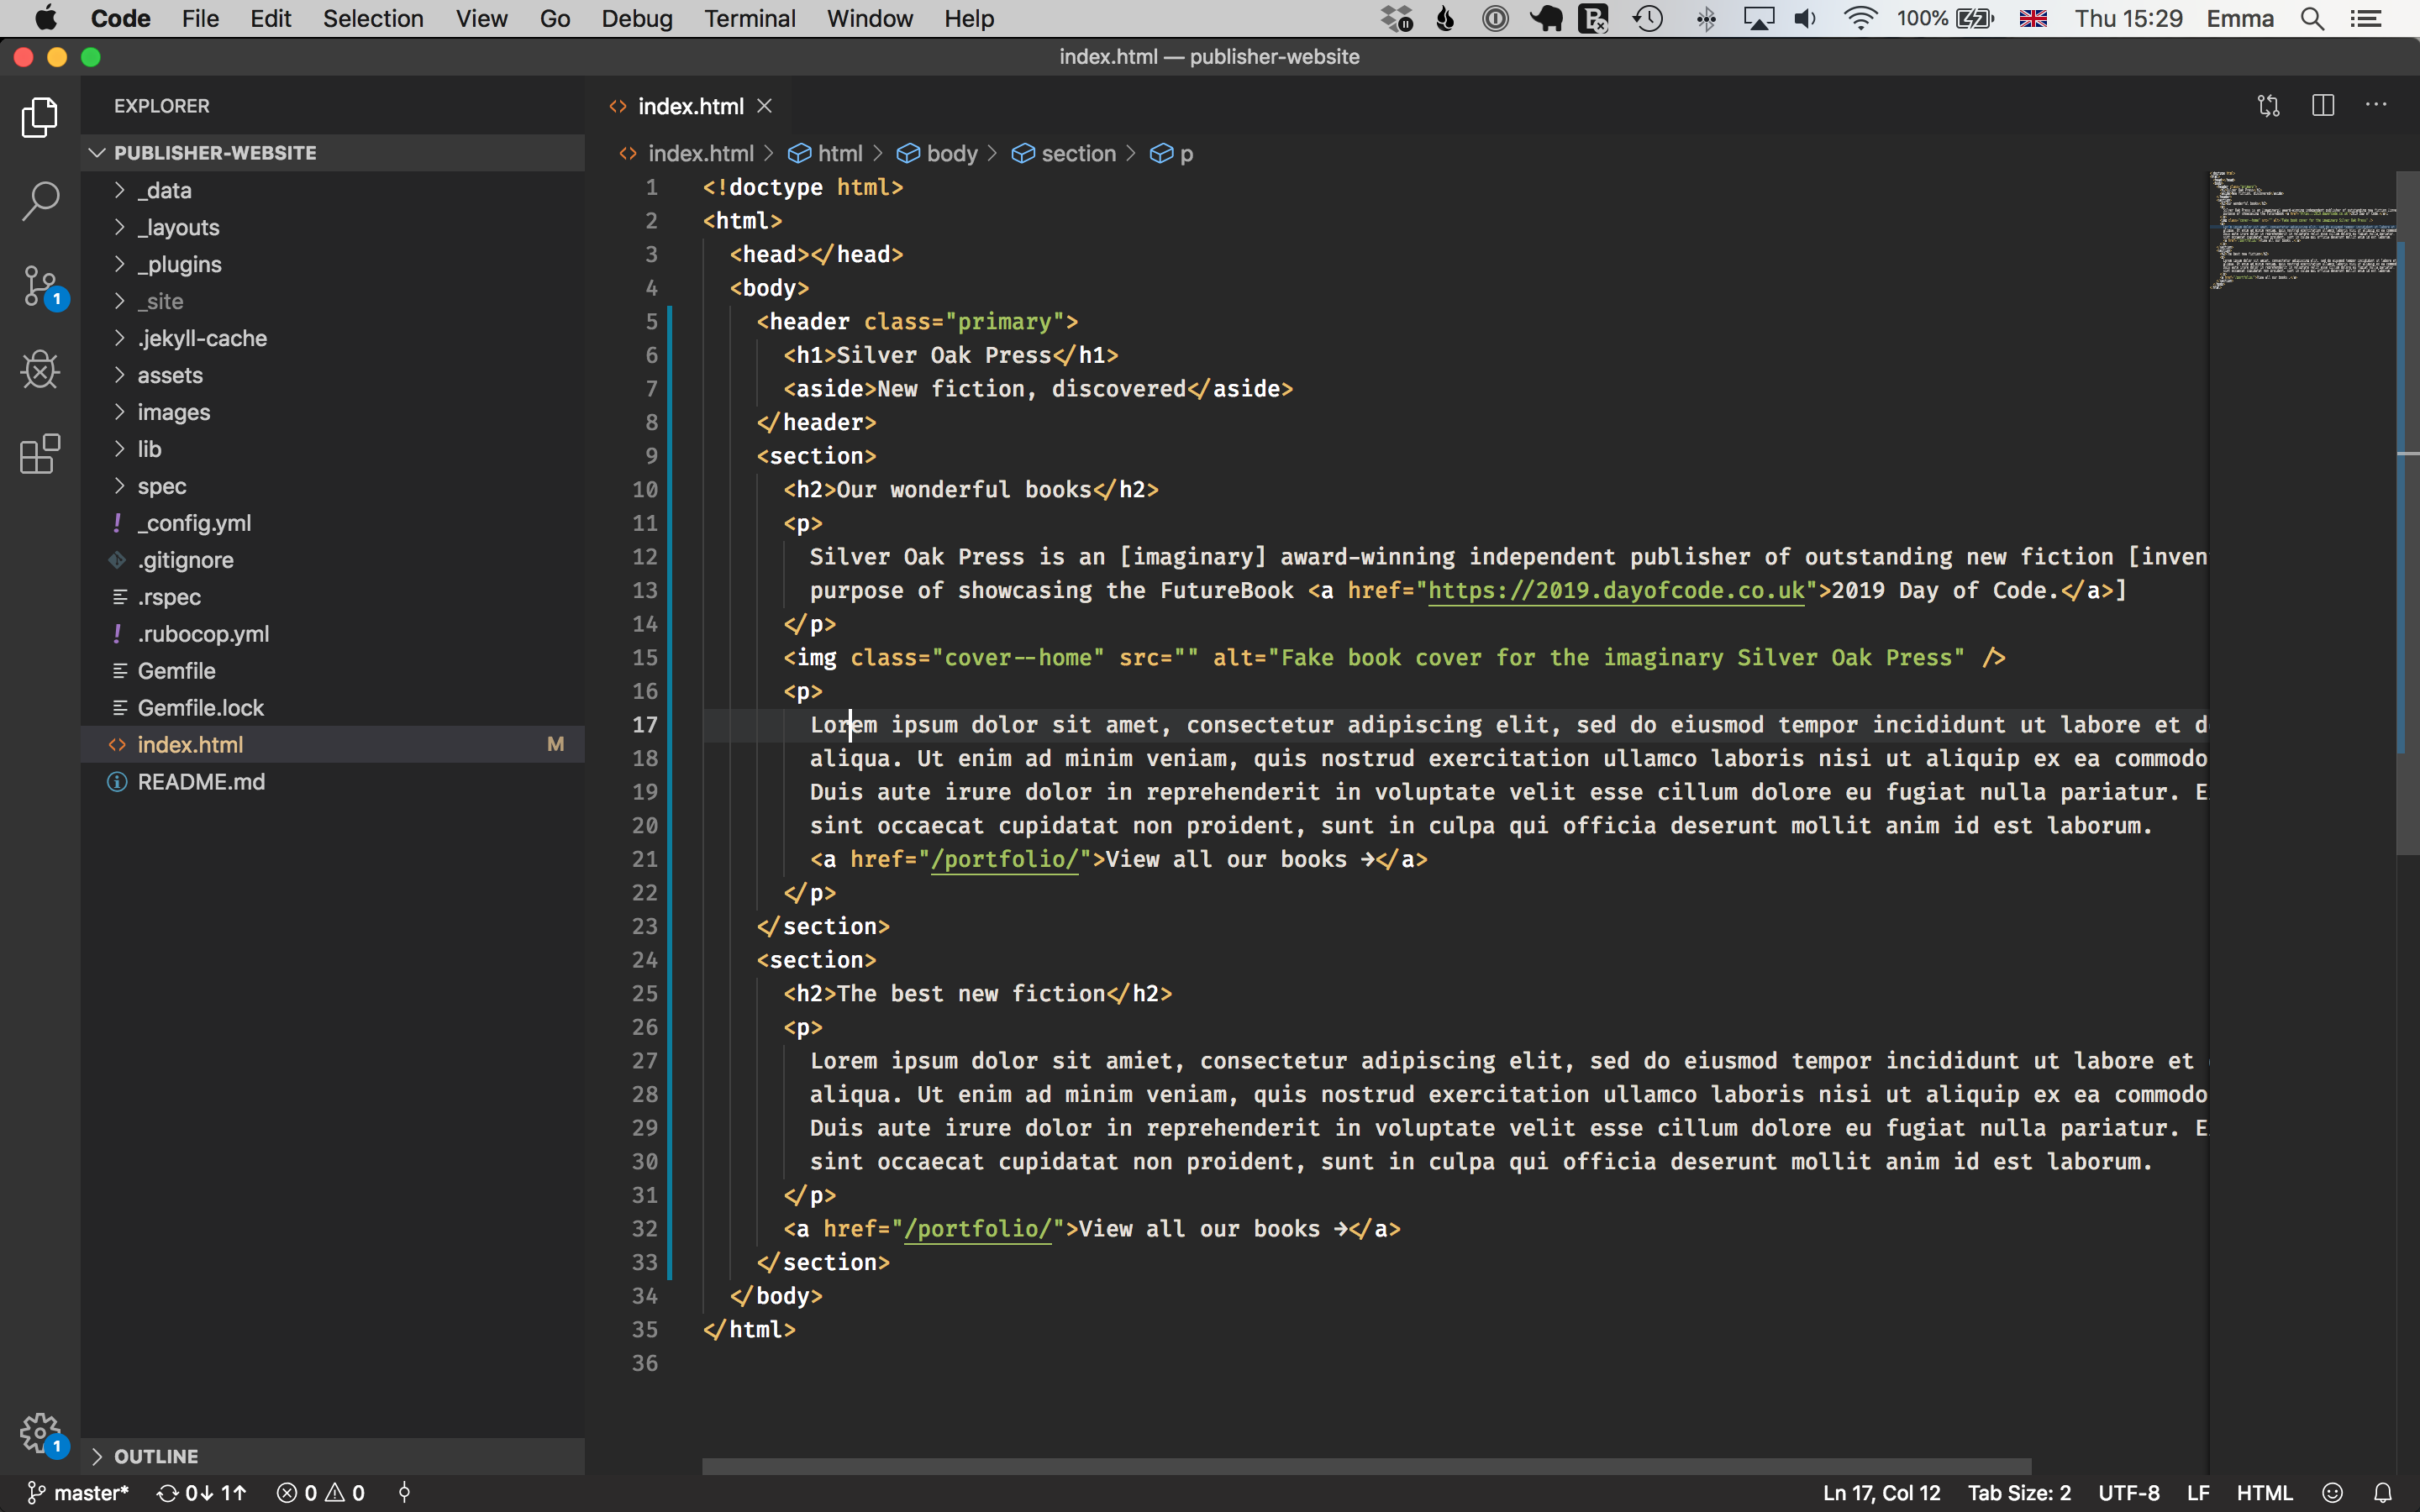 Code File Edit Selection View Go Debug Terminal Window Help 100% Thu 15:29 Emma
index.html — publisher-website
EXPLORER
PUBLISHER-WEBSITE
_data
_layouts
_plugins
_site
.jekyll-cache
assets
images
lib
spec
! _config.yml
.gitignore
.rspec
! .rubocop.yml
Gemfile
Gemfile.lock
index.html M
README.md
OUTLINE
1
1
index.html
index.html > html > body > section > p
1 <!doctype html>
2 <html>
3 <head></head>
4 <body>
5 <header class="primary">
6 <h1>Silver Oak Press</h1>
7 <aside>New fiction, discovered</aside>
8 </header>
9 <section>
10 <h2>Our wonderful books</h2>
11 <p>
12 Silver Oak Press is an [imaginary] award-winning independent publisher of outstanding new fiction [inven
13 purpose of showcasing the FutureBook <a href="https://2019.dayofcode.co.uk">2019 Day of Code.</a>]
14 </p>
15 <img class="cover--home" src="" alt="Fake book cover for the imaginary Silver Oak Press" />
16 <p>
17 Lorem ipsum dolor sit amet, consectetur adipiscing elit, sed do eiusmod tempor incididunt ut labore et d
18 aliqua. Ut enim ad minim veniam, quis nostrud exercitation ullamco laboris nisi ut aliquip ex ea commodo
19 Duis aute irure dolor in reprehenderit in voluptate velit esse cillum dolore eu fugiat nulla pariatur. E
20 sint occaecat cupidatat non proident, sunt in culpa qui officia deserunt mollit anim id est laborum.
21 <a href="/portfolio/">View all our books →</a>
22 </p>
23 </section>
24 <section>
25 <h2>The best new fiction</h2>
26 <p>
27 Lorem ipsum dolor sit amiet, consectetur adipiscing elit, sed do eiusmod tempor incididunt ut labore et
28 aliqua. Ut enim ad minim veniam, quis nostrud exercitation ullamco laboris nisi ut aliquip ex ea commodo
29 Duis aute irure dolor in reprehenderit in voluptate velit esse cillum dolore eu fugiat nulla pariatur. E
30 sint occaecat cupidatat non proident, sunt in culpa qui officia deserunt mollit anim id est laborum.
31 </p>
32 <a href="/portfolio/">View all our books →</a>
33 </section>
34 </body>
35 </html>
36
master* 0↓ 1↑ 0 0 Ln 17, Col 12 Tab Size: 2 UTF-8 LF HTML